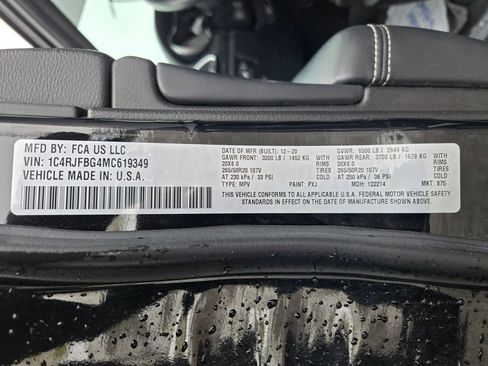 MFD BY: FCA US LLC
VIN: 1C4RJFBG4MC619349
VEHICLE MADE IN: U.S.A.
DATE OF MFR (BUILT): 12-20 GVWR: 6500 LB / 2949 KG
GAWR FRONT: 3200 LB / 1452 KG WITH GAWR REAR: 3700 LB / 1679 KG WITH
20X8.0 RIMS 20X8.0 RIMS
265/50R20 107V TIRES 265/50R20 107V TIRES
AT 230 kPa / 33 PSI COLD AT 250 kPa / 36 PSI COLD
TYPE: MPV PAINT: PXJ MDH: 122214 MKT: 875
THIS VEHICLE CONFORMS TO ALL APPLICABLE U.S.A. FEDERAL MOTOR VEHICLE SAFETY,
BUMPER, AND THEFT PREVENTION STANDARDS IN EFFECT ON THE DATE OF MANUFACTURE SHOWN ABOVE.